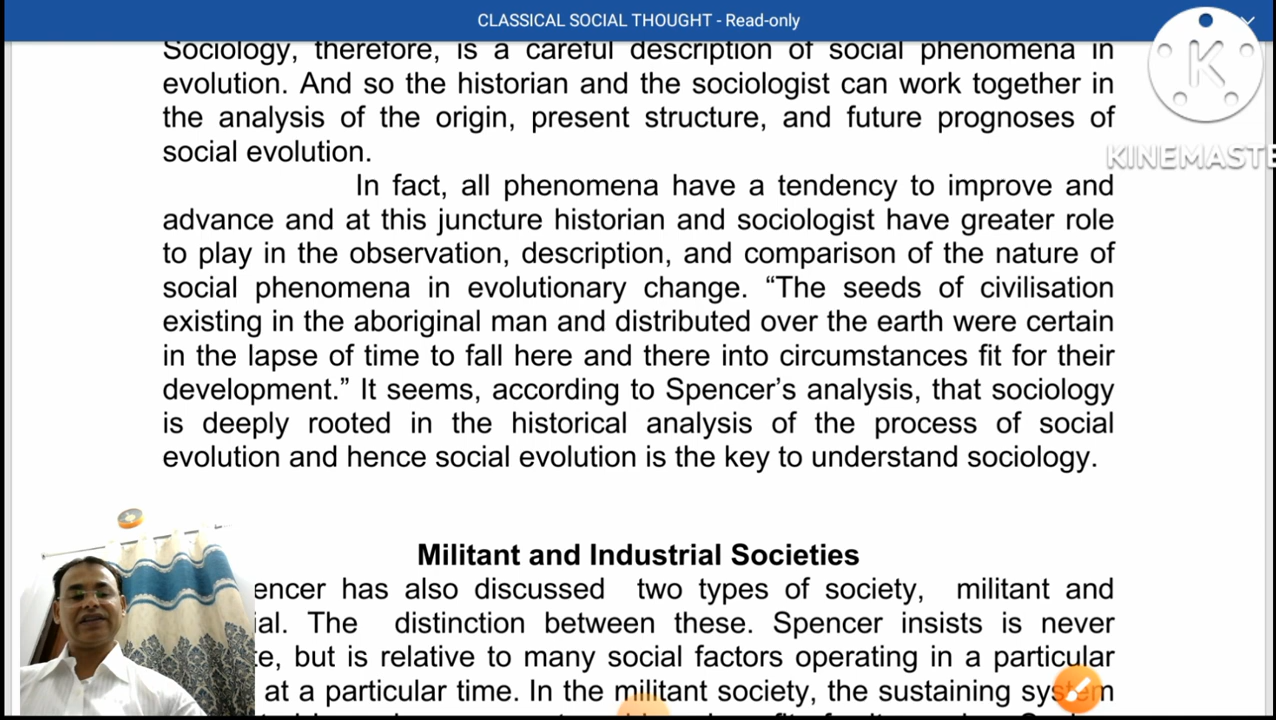 CLASSICAL SOCIAL THOUGHT - Read-only
K
KINEMASTE
Sociology, therefore, is a careful description of social phenomena in
evolution. And so the historian and the sociologist can work together in
the analysis of the origin, present structure, and future prognoses of
social evolution.
In fact, all phenomena have a tendency to improve and
advance and at this juncture historian and sociologist have greater role
to play in the observation, description, and comparison of the nature of
social phenomena in evolutionary change. “The seeds of civilisation
existing in the aboriginal man and distributed over the earth were certain
in the lapse of time to fall here and there into circumstances fit for their
development.” It seems, according to Spencer’s analysis, that sociology
is deeply rooted in the historical analysis of the process of social
evolution and hence social evolution is the key to understand sociology.
Militant and Industrial Societies
encer has also discussed two types of society, militant and
ial. The distinction between these. Spencer insists is never
te, but is relative to many social factors operating in a particular
at a particular time. In the militant society, the sustaining system